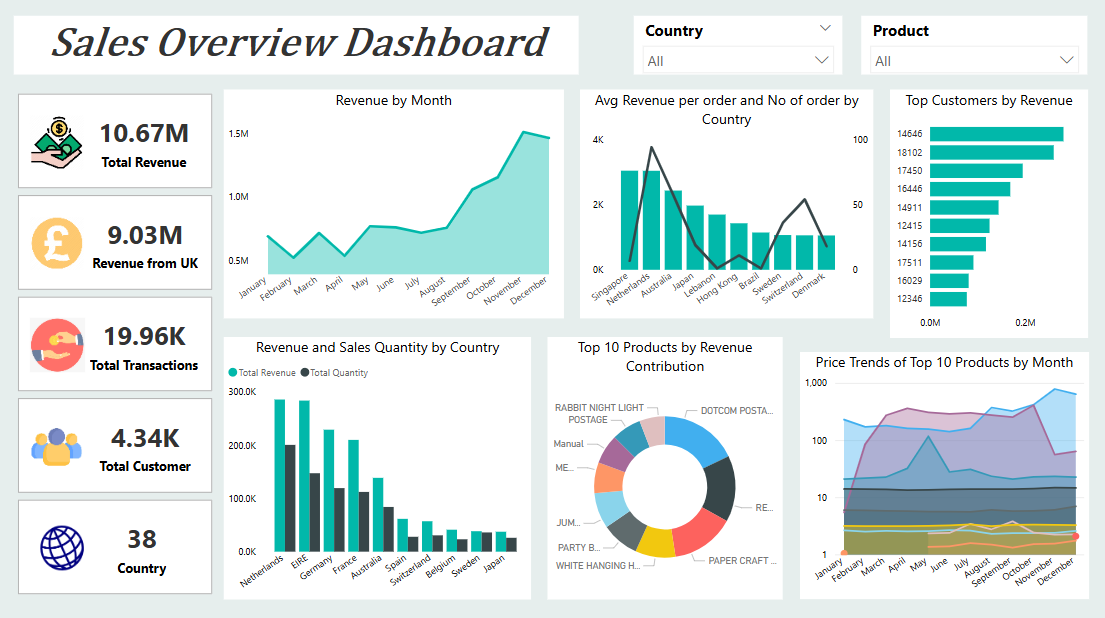 Sales Overview Dashboard
Country
All
Product
All
10.67M
Total Revenue
9.03M
Revenue from UK
19.96K
Total Transactions
4.34K
Total Customer
38
Country
Revenue by Month
1.5M
1.0M
0.5M
January
February
March
April
May
June
July
August
September
October
November
December
Avg Revenue per order and No of order by
Country
4K
2K
0K
100
50
0
Singapore
Netherlands
Australia
Japan
Lebanon
Hong Kong
Brazil
Sweden
Switzerland
Denmark
Top Customers by Revenue
14646
18102
17450
16446
14911
12415
14156
17511
16029
12346
0.0M
0.2M
Revenue and Sales Quantity by Country
Total Revenue
Total Quantity
300.0K
200.0K
100.0K
0.0K
Netherlands
EIRE
Germany
France
Australia
Spain
Switzerland
Belgium
Sweden
Japan
Top 10 Products by Revenue
Contribution
RABBIT NIGHT LIGHT
POSTAGE
Manual
ME...
JUM...
PARTY B...
WHITE HANGING H...
DOTCOM POSTA...
RE...
PAPER CRAFT ...
Price Trends of Top 10 Products by Month
1,000
100
10
1
January
February
March
April
May
June
July
August
September
October
November
December